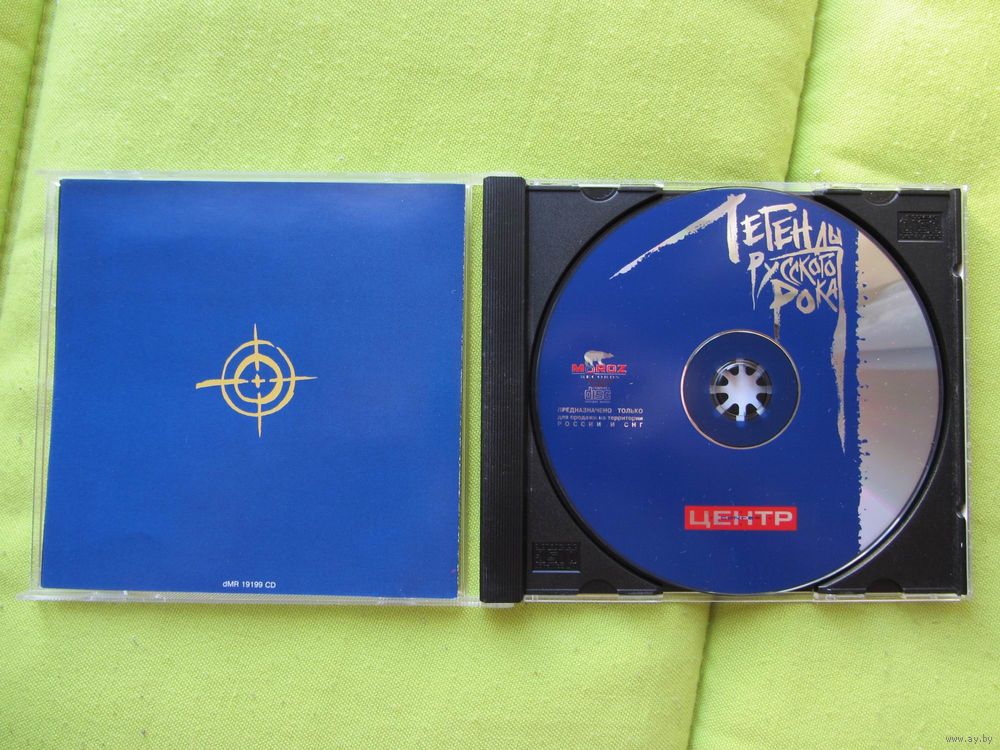 dMR 19199 CD
ЛЕГЕНДЫ
РУССКОГО
РОКА
MOROZ
RECORDS
DISC
ПРЕДНАЗНАЧЕНО ТОЛЬКО
для продажи на территории
РОССИИ И СНГ
ЦЕНТР
www.ay.by